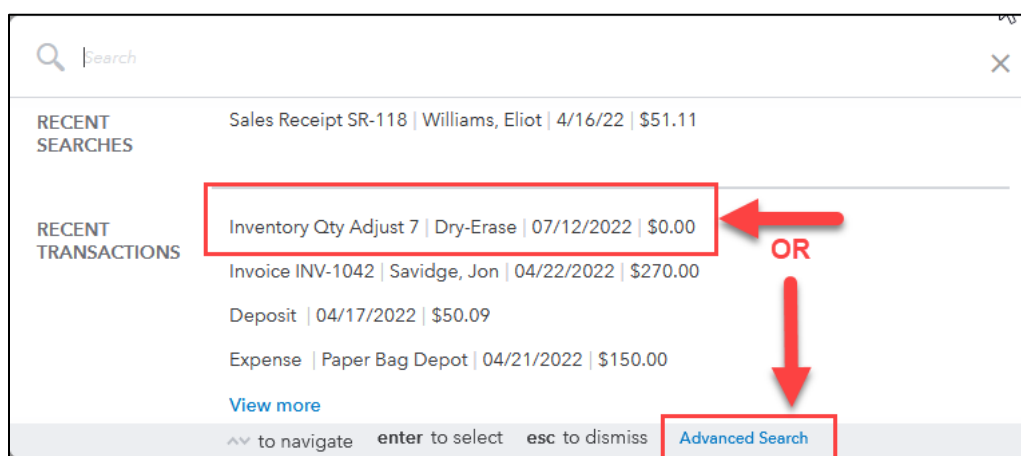 Search
RECENT SEARCHES
Sales Receipt SR-118 | Williams, Eliot | 4/16/22 | $51.11
RECENT TRANSACTIONS
Inventory Qty Adjust 7 | Dry-Erase | 07/12/2022 | $0.00
OR
Invoice INV-1042 | Savidge, Jon | 04/22/2022 | $270.00
Deposit | 04/17/2022 | $50.09
Expense | Paper Bag Depot | 04/21/2022 | $150.00
View more
to navigate enter to select esc to dismiss Advanced Search